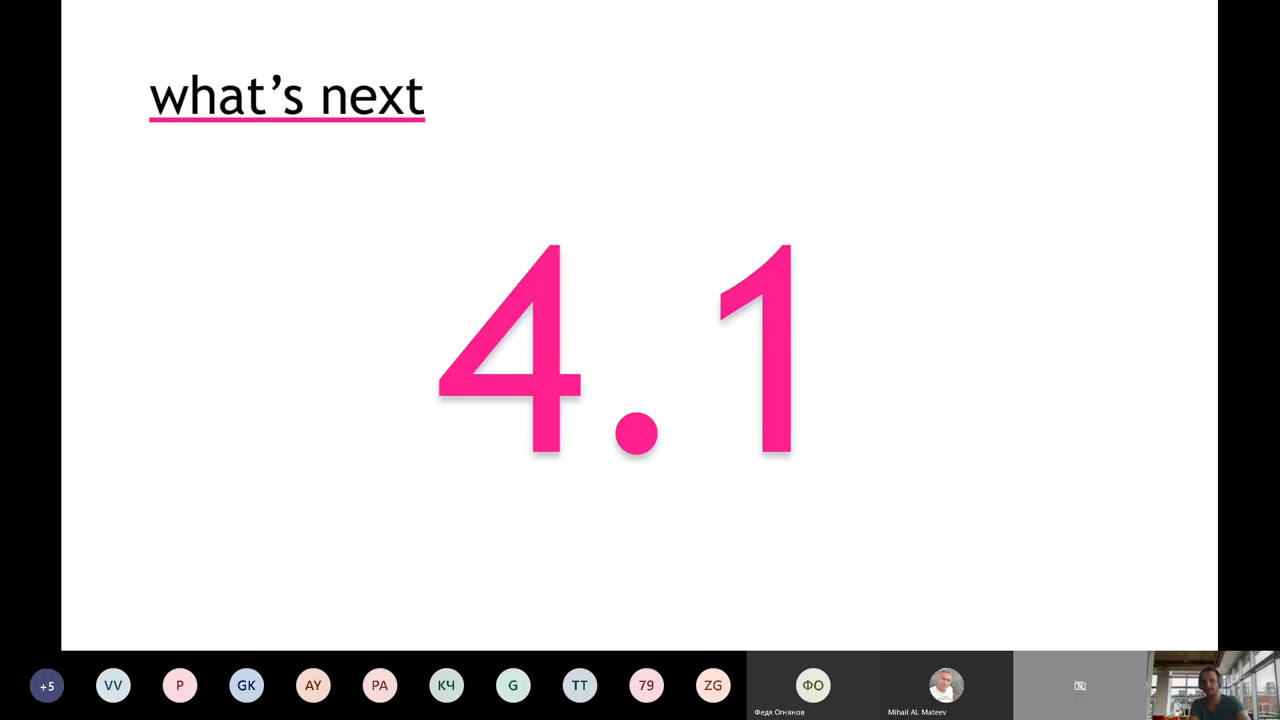 what's next
4.1
+5
VV
P
GK
AY
PA
КЧ
G
TT
79
ZG
ФО
Федя Огнянов
Mihail Al. Mateev